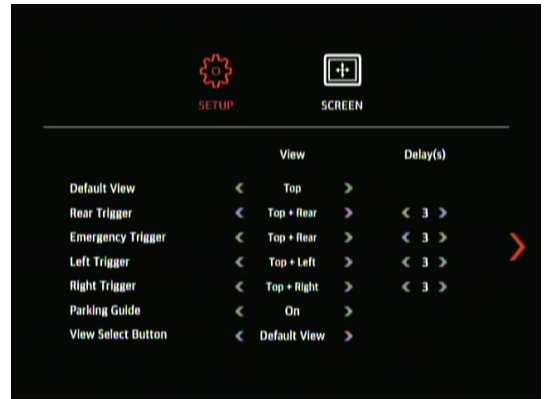 SETUP SCREEN
View Delay(s)
Default View Top
Rear Trigger Top + Rear 3
Emergency Trigger Top + Rear 3
Left Trigger Top + Left 3
Right Trigger Top + Right 3
Parking Guide On
View Select Button Default View